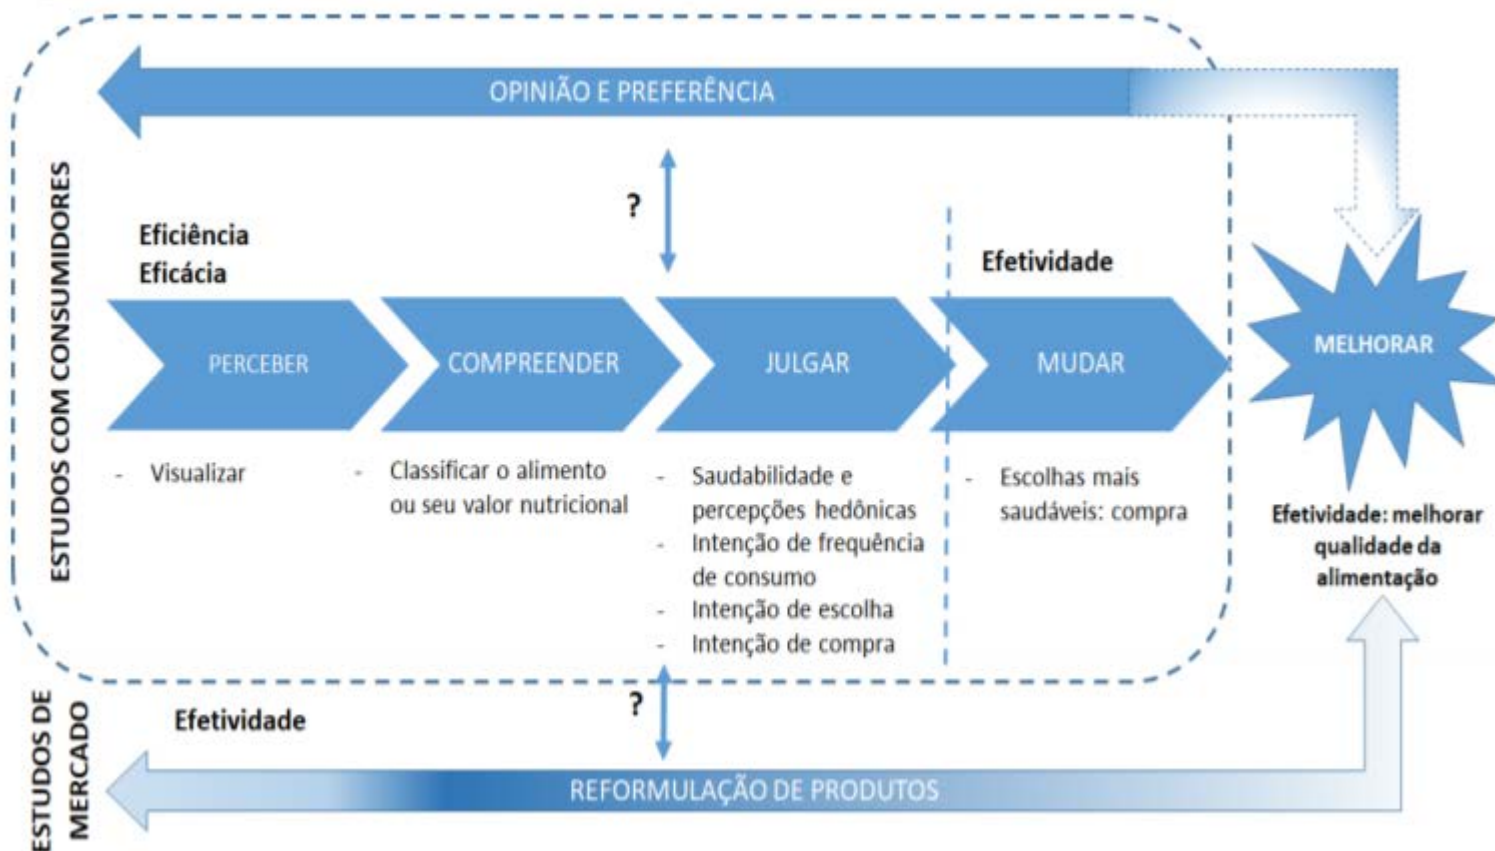 OPINIÃO E PREFERÊNCIA
ESTUDOS COM CONSUMIDORES
?
Eficiência
Eficácia
Efetividade
PERCEBER
COMPREENDER
JULGAR
MUDAR
MELHORAR
- Visualizar
- Classificar o alimento
ou seu valor nutricional
- Saudabilidade e
percepções hedônicas
- Intenção de frequência
de consumo
- Intenção de escolha
- Intenção de compra
- Escolhas mais
saudáveis: compra
Efetividade: melhorar
qualidade da
alimentação
ESTUDOS DE
MERCADO
Efetividade
?
REFORMULAÇÃO DE PRODUTOS